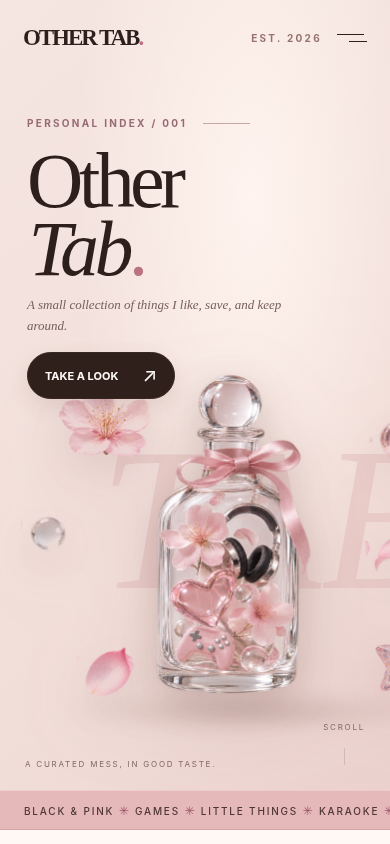 OTHER TAB.
EST. 2026
PERSONAL INDEX / 001
Other
Tab.
A small collection of things I like, save, and keep
around.
TAKE A LOOK
TAB
SCROLL
A CURATED MESS, IN GOOD TASTE.
BLACK & PINK ✳ GAMES ✳ LITTLE THINGS ✳ KARAOKE ✳